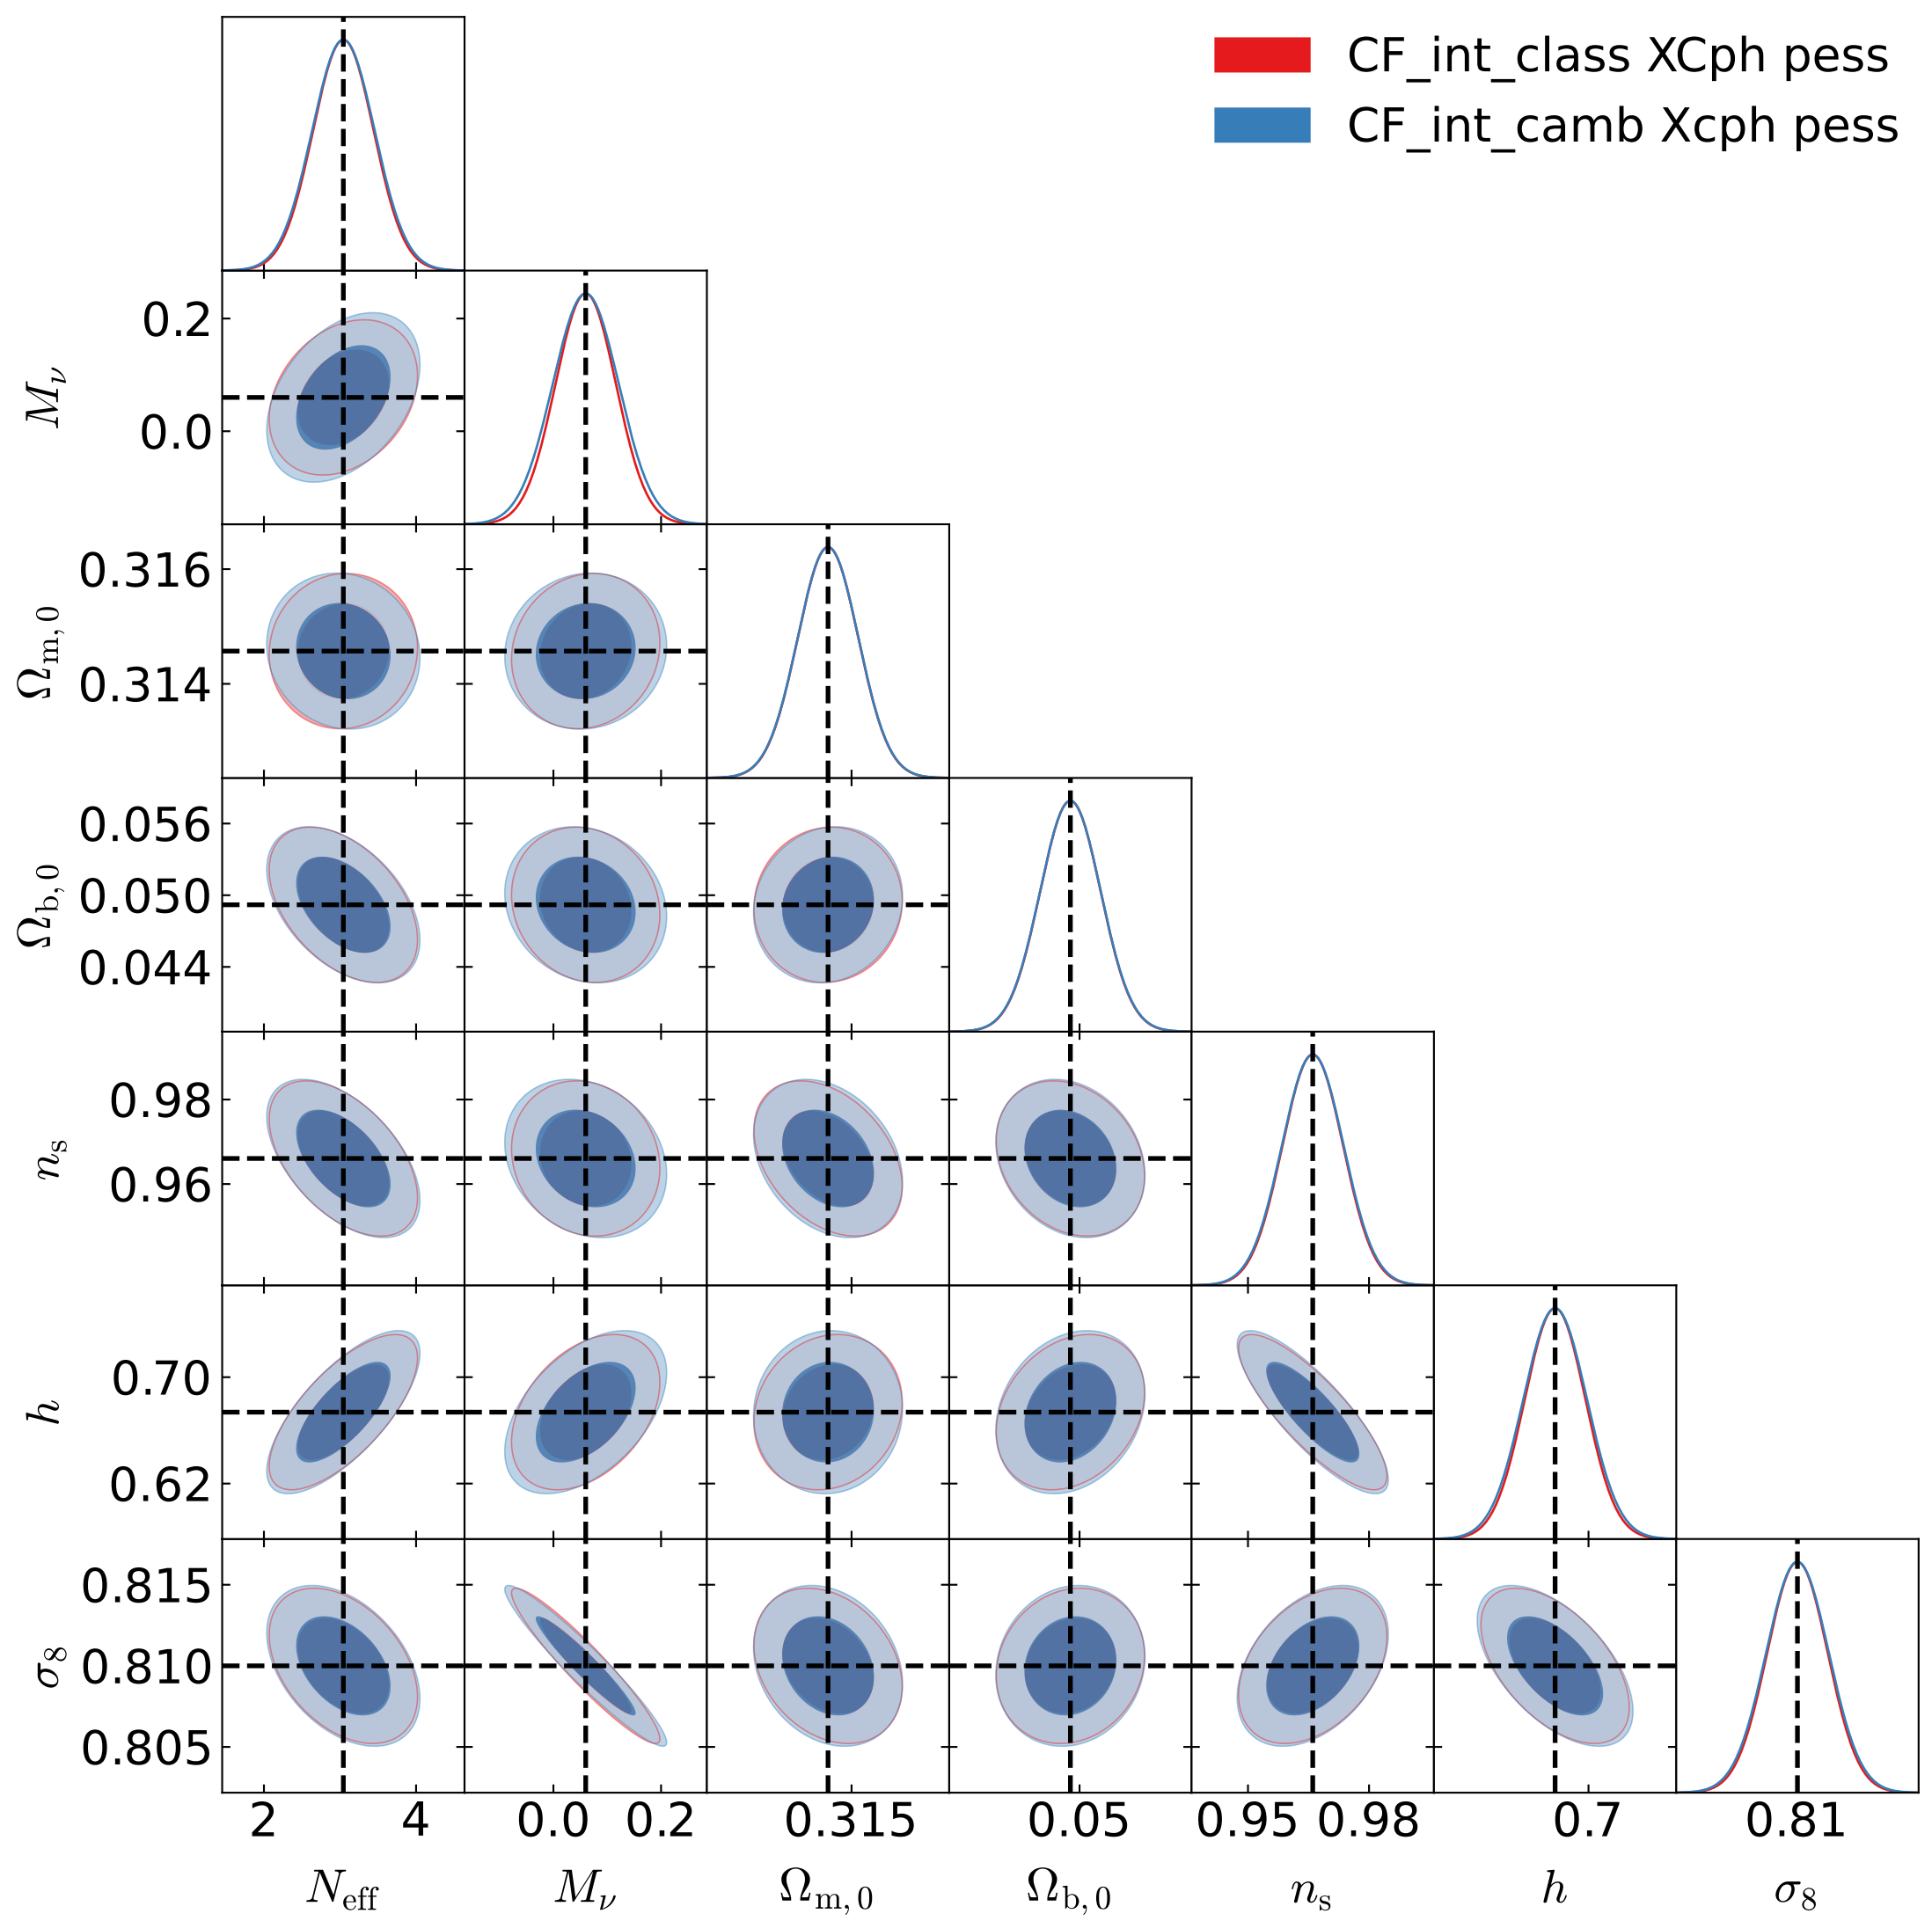 CF_int_class XCph pess
CF_int_camb Xcph pess
0.2
0.0
M_ν
0.316
0.314
Ω_m,0
0.056
0.050
0.044
Ω_b,0
0.98
0.96
n_s
0.70
0.62
h
0.815
0.810
0.805
σ_8
2 4 0.0 0.2 0.315 0.05 0.95 0.98 0.7 0.81
N_eff M_ν Ω_m,0 Ω_b,0 n_s h σ_8